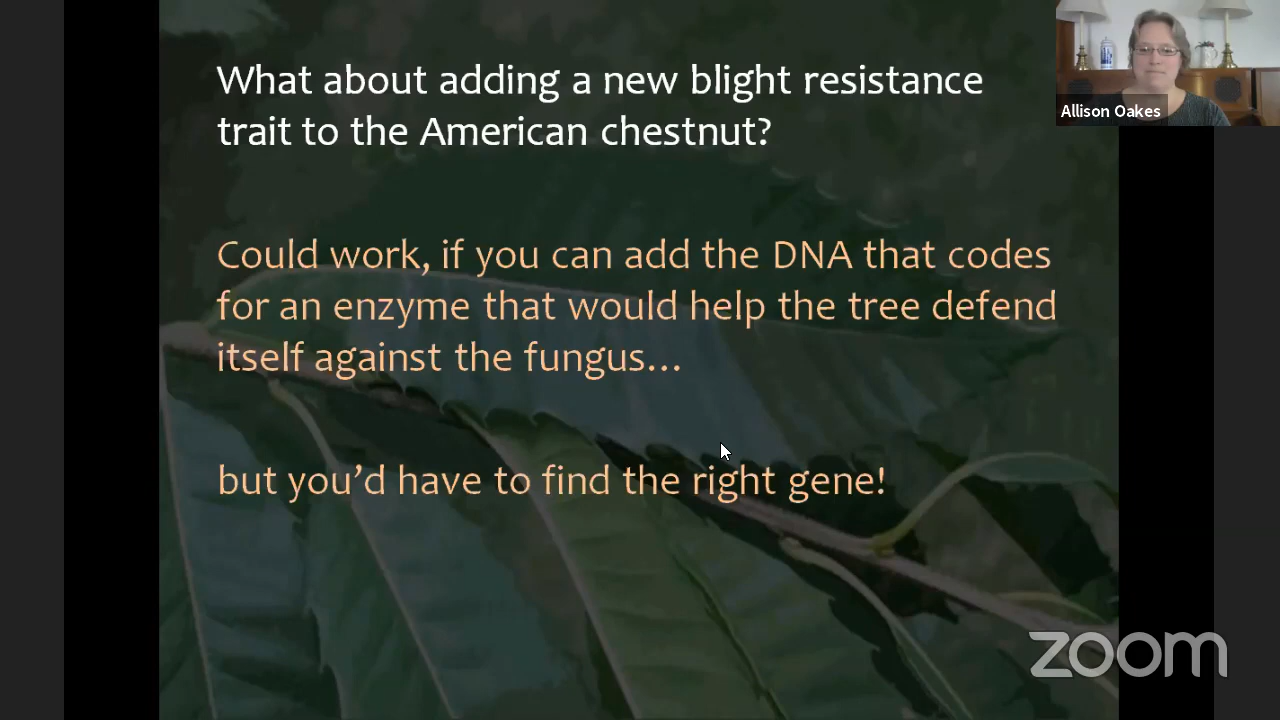 What about adding a new blight resistance
trait to the American chestnut?
Allison Oakes
Could work, if you can add the DNA that codes
for an enzyme that would help the tree defend
itself against the fungus…
but you’d have to find the right gene!
zoom